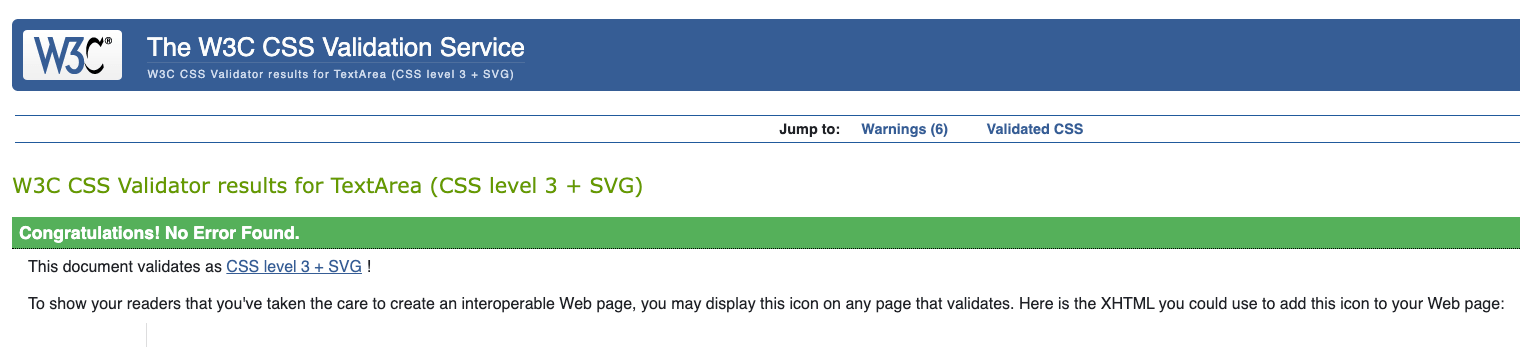 W3C®
The W3C CSS Validation Service
W3C CSS Validator results for TextArea (CSS level 3 + SVG)
Jump to: Warnings (6) Validated CSS
W3C CSS Validator results for TextArea (CSS level 3 + SVG)
Congratulations! No Error Found.
This document validates as CSS level 3 + SVG !
To show your readers that you've taken the care to create an interoperable Web page, you may display this icon on any page that validates. Here is the XHTML you could use to add this icon to your Web page: